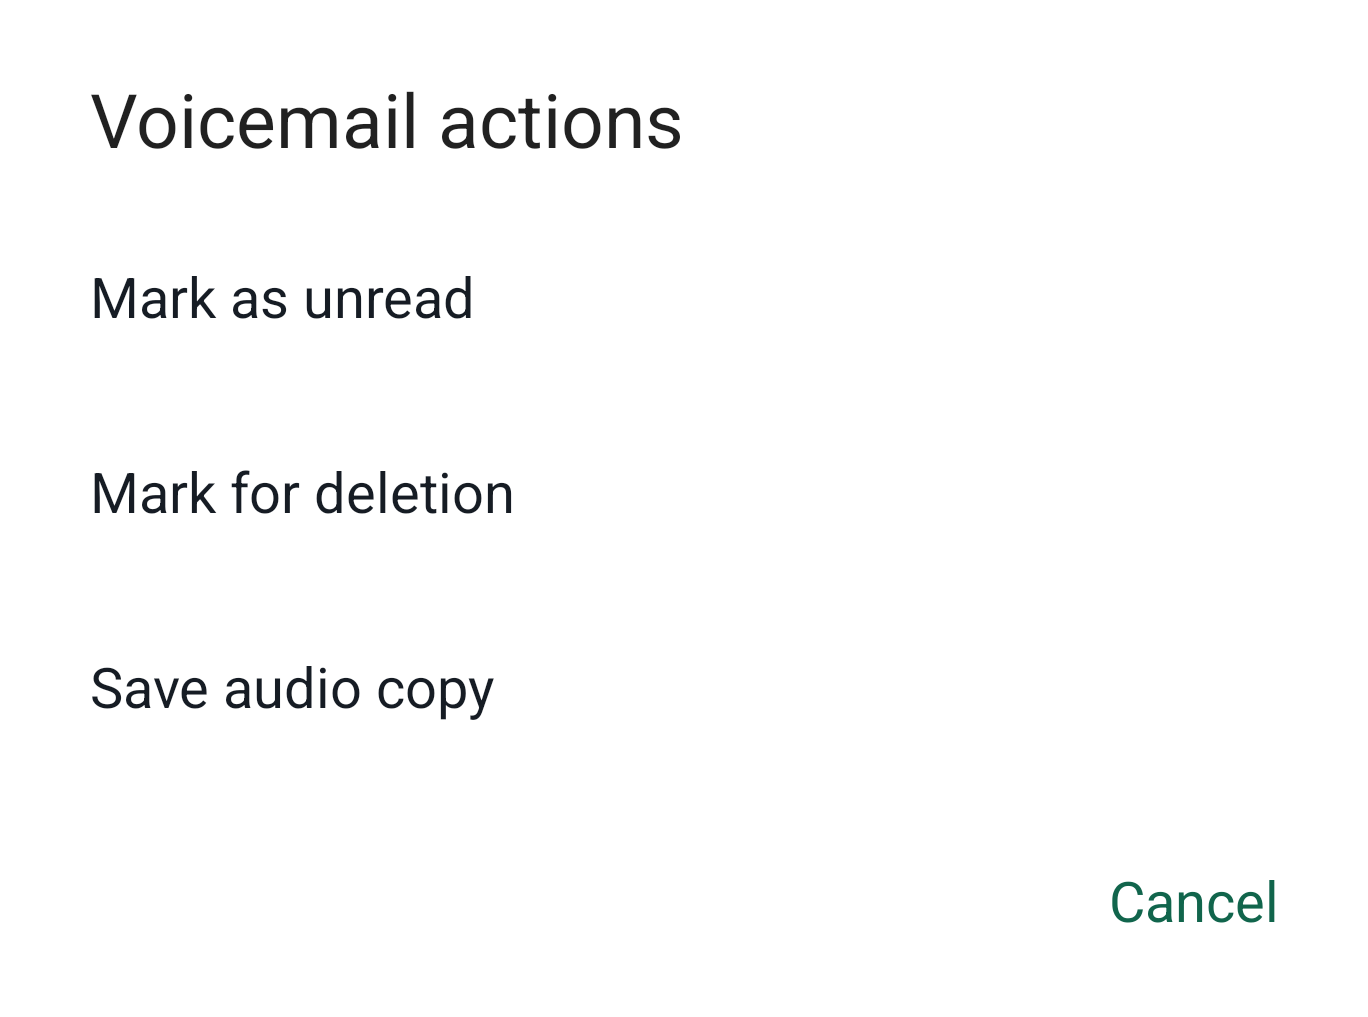 Voicemail actions
Mark as unread
Mark for deletion
Save audio copy
Cancel